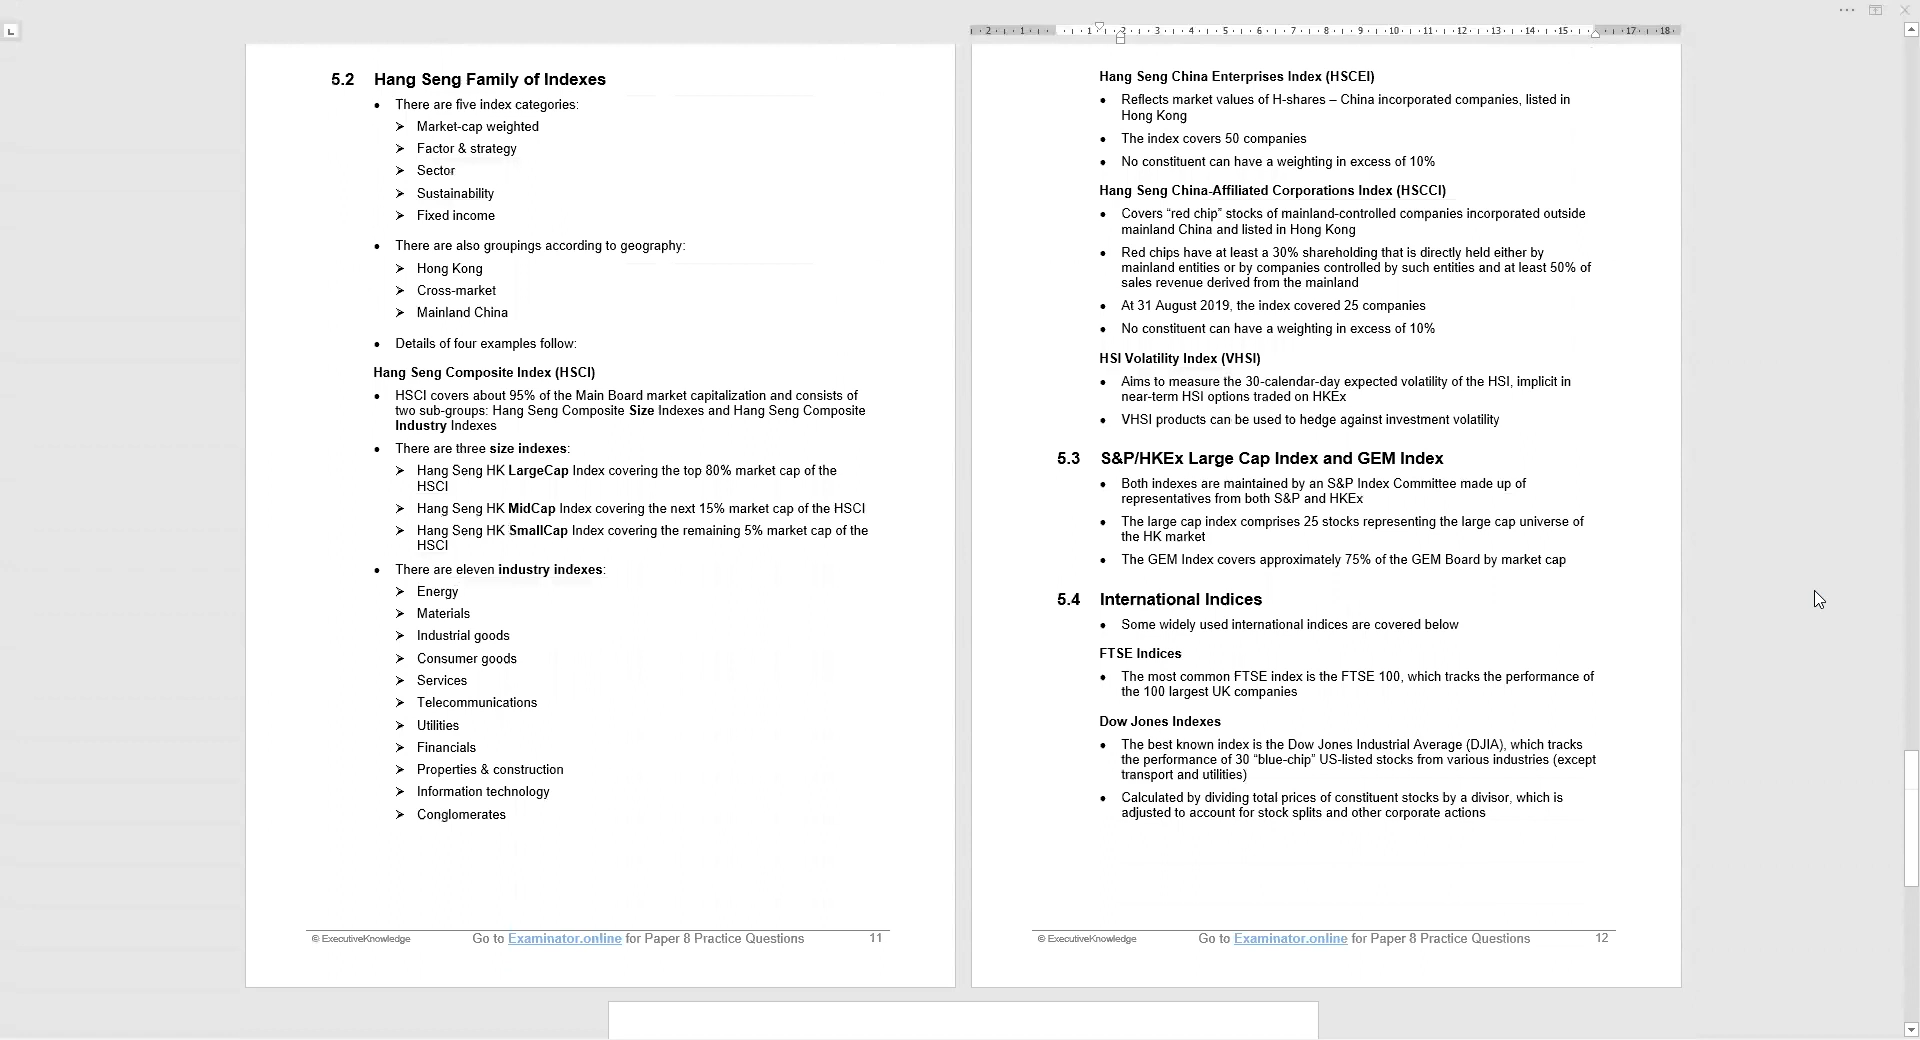 5.2 Hang Seng Family of Indexes
• There are five index categories:
➢ Market-cap weighted
➢ Factor & strategy
➢ Sector
➢ Sustainability
➢ Fixed income
• There are also groupings according to geography:
➢ Hong Kong
➢ Cross-market
➢ Mainland China
• Details of four examples follow:
Hang Seng Composite Index (HSCI)
• HSCI covers about 95% of the Main Board market capitalization and consists of
two sub-groups: Hang Seng Composite Size Indexes and Hang Seng Composite
Industry Indexes
• There are three size indexes:
➢ Hang Seng HK LargeCap Index covering the top 80% market cap of the
HSCI
➢ Hang Seng HK MidCap Index covering the next 15% market cap of the HSCI
➢ Hang Seng HK SmallCap Index covering the remaining 5% market cap of the
HSCI
• There are eleven industry indexes:
➢ Energy
➢ Materials
➢ Industrial goods
➢ Consumer goods
➢ Services
➢ Telecommunications
➢ Utilities
➢ Financials
➢ Properties & construction
➢ Information technology
➢ Conglomerates
© ExecutiveKnowledge Go to Examinator.online for Paper 8 Practice Questions 11
2 1 1 2 3 4 5 6 7 8 9 10 11 12 13 14 15 17 18
Hang Seng China Enterprises Index (HSCEI)
• Reflects market values of H-shares – China incorporated companies, listed in
Hong Kong
• The index covers 50 companies
• No constituent can have a weighting in excess of 10%
Hang Seng China-Affiliated Corporations Index (HSCCI)
• Covers “red chip” stocks of mainland-controlled companies incorporated outside
mainland China and listed in Hong Kong
• Red chips have at least a 30% shareholding that is directly held either by
mainland entities or by companies controlled by such entities and at least 50% of
sales revenue derived from the mainland
• At 31 August 2019, the index covered 25 companies
• No constituent can have a weighting in excess of 10%
HSI Volatility Index (VHSI)
• Aims to measure the 30-calendar-day expected volatility of the HSI, implicit in
near-term HSI options traded on HKEx
• VHSI products can be used to hedge against investment volatility
5.3 S&P/HKEx Large Cap Index and GEM Index
• Both indexes are maintained by an S&P Index Committee made up of
representatives from both S&P and HKEx
• The large cap index comprises 25 stocks representing the large cap universe of
the HK market
• The GEM Index covers approximately 75% of the GEM Board by market cap
5.4 International Indices
• Some widely used international indices are covered below
FTSE Indices
• The most common FTSE index is the FTSE 100, which tracks the performance of
the 100 largest UK companies
Dow Jones Indexes
• The best known index is the Dow Jones Industrial Average (DJIA), which tracks
the performance of 30 “blue-chip” US-listed stocks from various industries (except
transport and utilities)
• Calculated by dividing total prices of constituent stocks by a divisor, which is
adjusted to account for stock splits and other corporate actions
© ExecutiveKnowledge Go to Examinator.online for Paper 8 Practice Questions 12